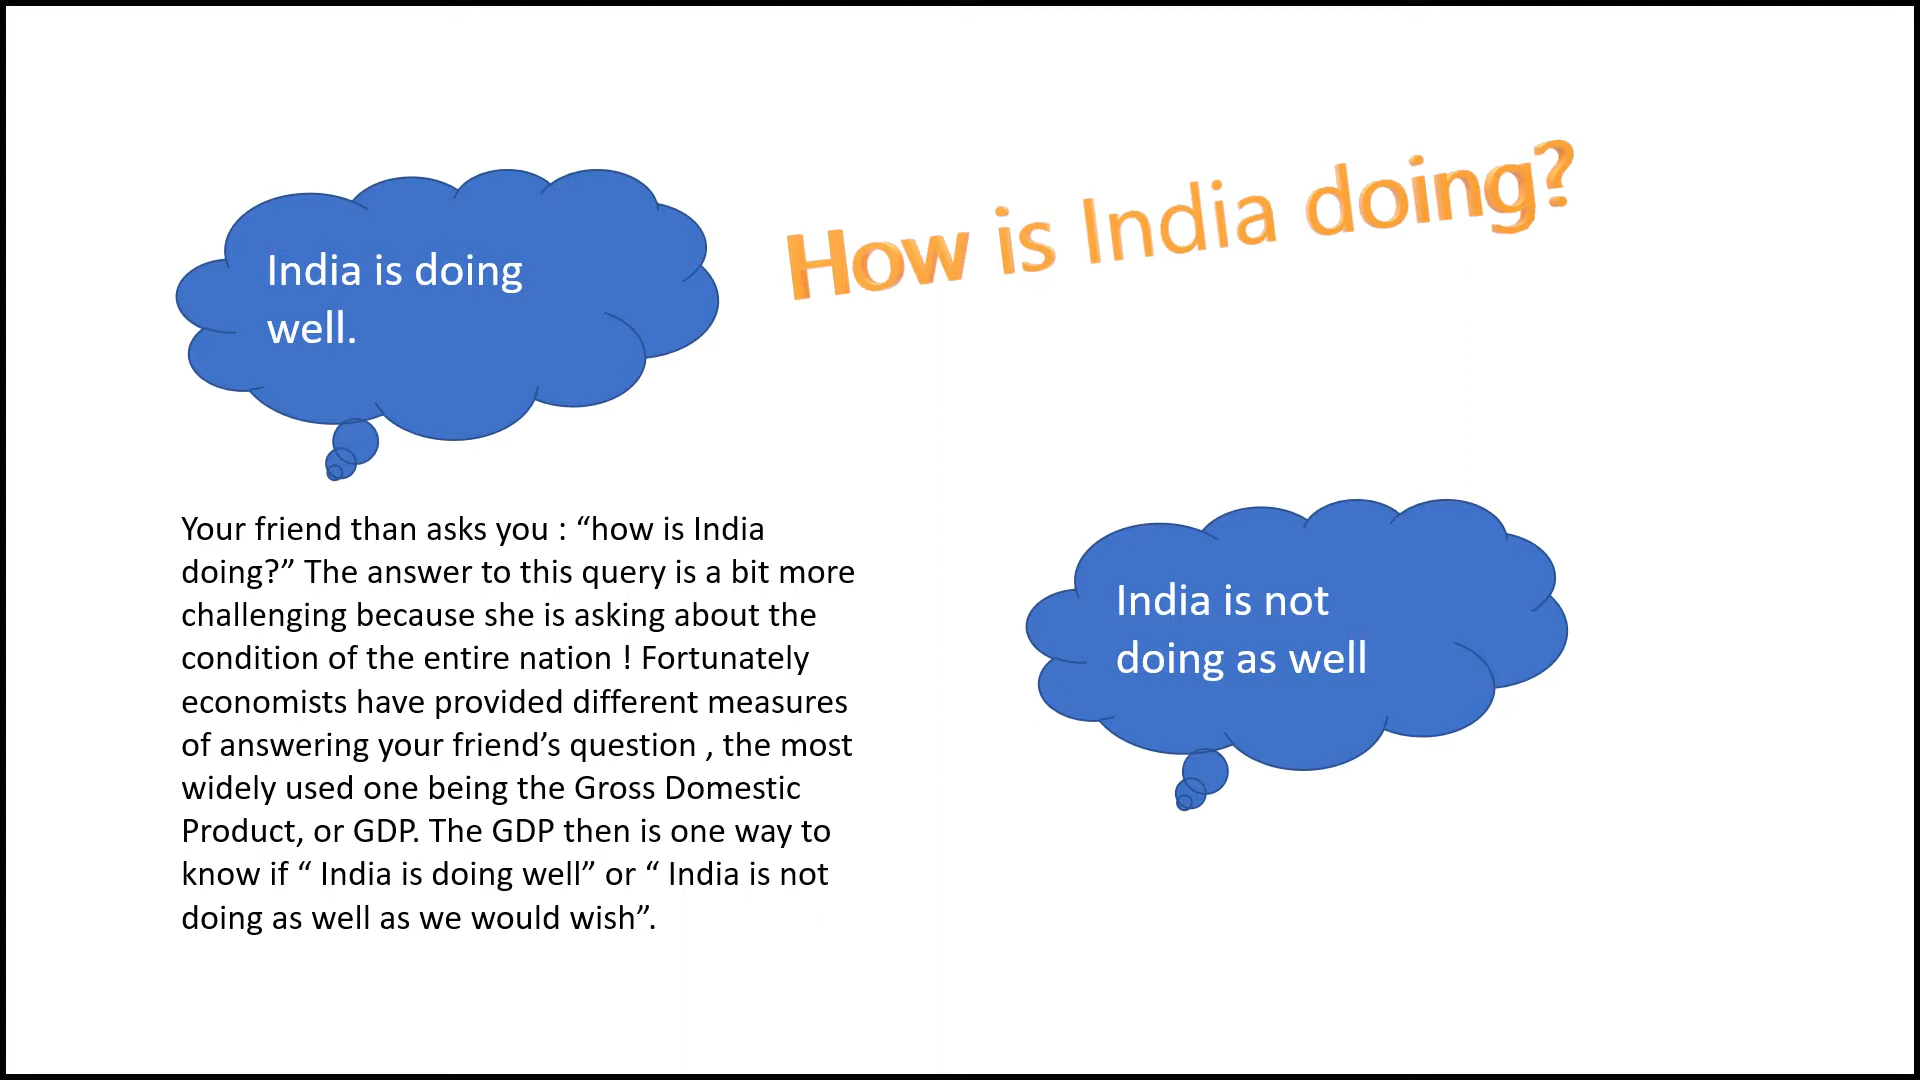 How is India doing?
India is doing
well.
Your friend than asks you : “how is India
doing?” The answer to this query is a bit more
challenging because she is asking about the
condition of the entire nation ! Fortunately
economists have provided different measures
of answering your friend’s question , the most
widely used one being the Gross Domestic
Product, or GDP. The GDP then is one way to
know if “ India is doing well” or “ India is not
doing as well as we would wish”.
India is not
doing as well